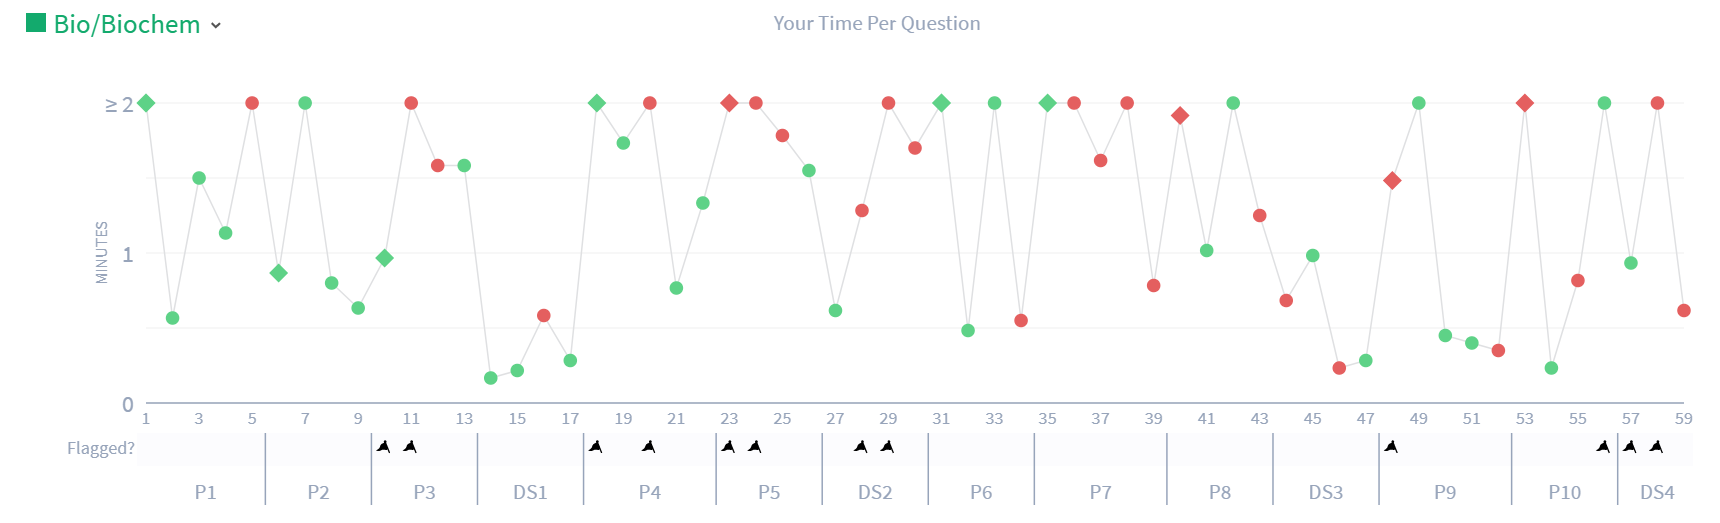 Bio/Biochem
Your Time Per Question
≥ 2
1
0
MINUTES
1 3 5 7 9 11 13 15 17 19 21 23 25 27 29 31 33 35 37 39 41 43 45 47 49 51 53 55 57 59
Flagged?
P1 P2 P3 DS1 P4 P5 DS2 P6 P7 P8 DS3 P9 P10 DS4